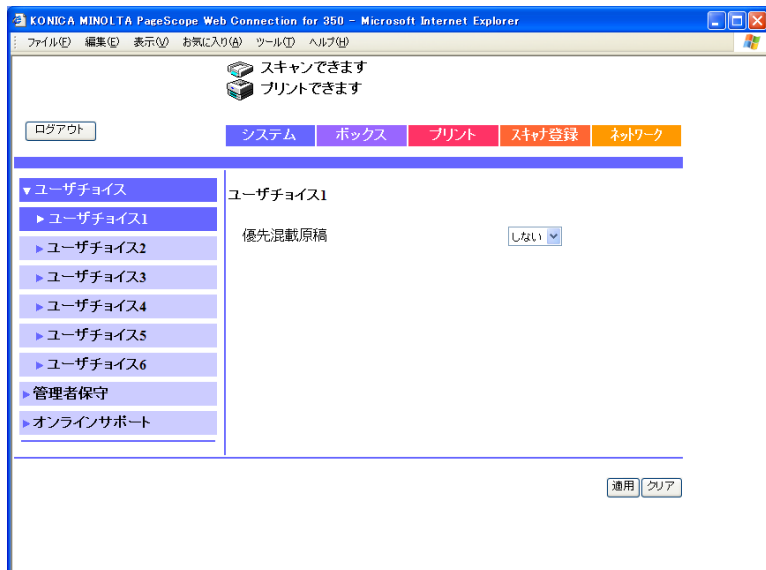 KONICA MINOLTA PageScope Web Connection for 350 - Microsoft Internet Explorer
ファイル(F) 編集(E) 表示(V) お気に入り(A) ツール(T) ヘルプ(H)
スキャンできます
プリントできます
ログアウト
システム ボックス プリント スキャナ登録 ネットワーク
▼ユーザチョイス
▶ユーザチョイス1
▶ユーザチョイス2
▶ユーザチョイス3
▶ユーザチョイス4
▶ユーザチョイス5
▶ユーザチョイス6
▶管理者保守
▶オンラインサポート
ユーザチョイス1
優先混載原稿 しない
適用 クリア